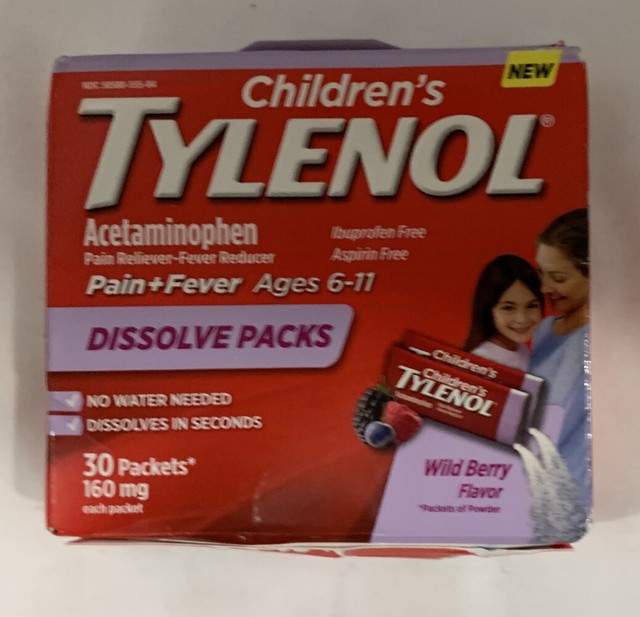 NEW
Children's
TYLENOL®
Acetaminophen
Pain Reliever-Fever Reducer
Ibuprofen Free
Aspirin Free
Pain+Fever Ages 6-11
DISSOLVE PACKS
NO WATER NEEDED
DISSOLVES IN SECONDS
30 Packets*
160 mg
each packet
Children's
Children's
TYLENOL
Wild Berry
Flavor
*Packets of Powder